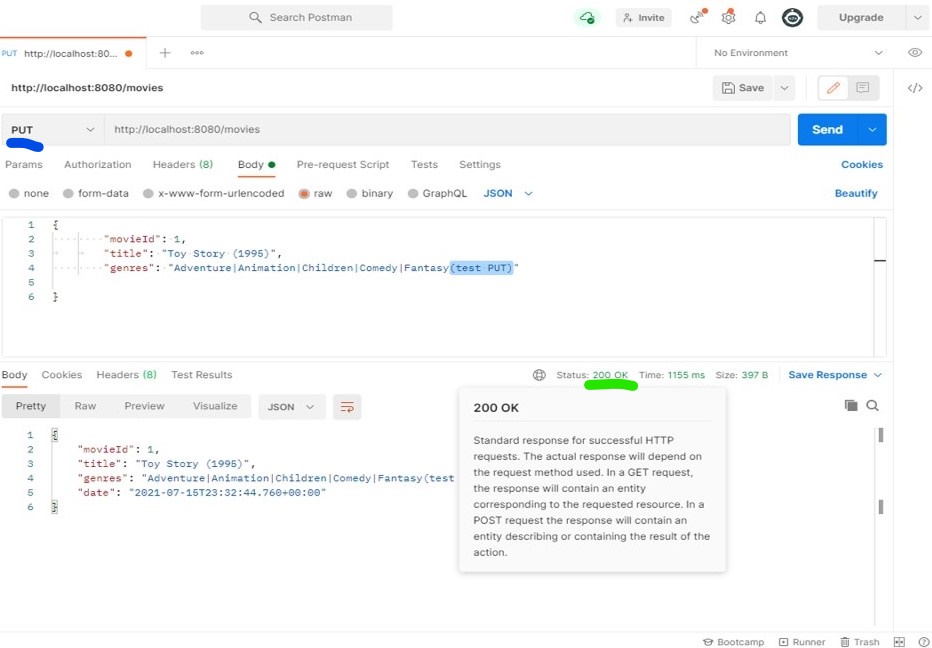 Search Postman
Invite
Upgrade
PUT http://localhost:80...
No Environment
http://localhost:8080/movies
Save
PUT
http://localhost:8080/movies
Send
Params Authorization Headers (8) Body Pre-request Script Tests Settings Cookies
none form-data x-www-form-urlencoded raw binary GraphQL JSON Beautify
1 {
2 "movieId": 1,
3 "title": "Toy Story (1995)",
4 "genres": "Adventure|Animation|Children|Comedy|Fantasy(test PUT)"
5
6 }
Body Cookies Headers (8) Test Results Status: 200 OK Time: 1155 ms Size: 397 B Save Response
Pretty Raw Preview Visualize JSON
1 {
2 "movieId": 1,
3 "title": "Toy Story (1995)",
4 "genres": "Adventure|Animation|Children|Comedy|Fantasy(test
5 "date": "2021-07-15T23:32:44.760+00:00"
6 }
200 OK
Standard response for successful HTTP
requests. The actual response will depend on
the request method used. In a GET request,
the response will contain an entity
corresponding to the requested resource. In a
POST request the response will contain an
entity describing or containing the result of the
action.
Bootcamp Runner Trash